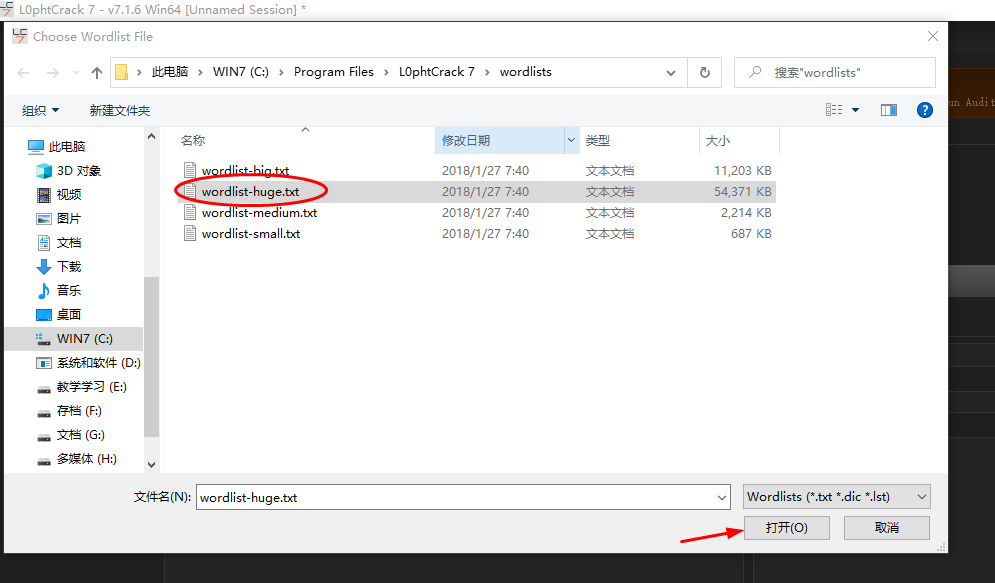 L0phtCrack 7 - v7.1.6 Win64 [Unnamed Session] *
Choose Wordlist File
此电脑 › WIN7 (C:) › Program Files › L0phtCrack 7 › wordlists
搜索"wordlists"
组织 新建文件夹
名称 修改日期 类型 大小
wordlist-big.txt 2018/1/27 7:40 文本文档 11,203 KB
wordlist-huge.txt 2018/1/27 7:40 文本文档 54,371 KB
wordlist-medium.txt 2018/1/27 7:40 文本文档 2,214 KB
wordlist-small.txt 2018/1/27 7:40 文本文档 687 KB
此电脑
3D 对象
视频
图片
文档
下载
音乐
桌面
WIN7 (C:)
系统和软件 (D:)
教学学习 (E:)
存档 (F:)
文档 (G:)
多媒体 (H:)
un Audit
文件名(N): wordlist-huge.txt Wordlists (*.txt *.dic *.lst)
打开(O) 取消